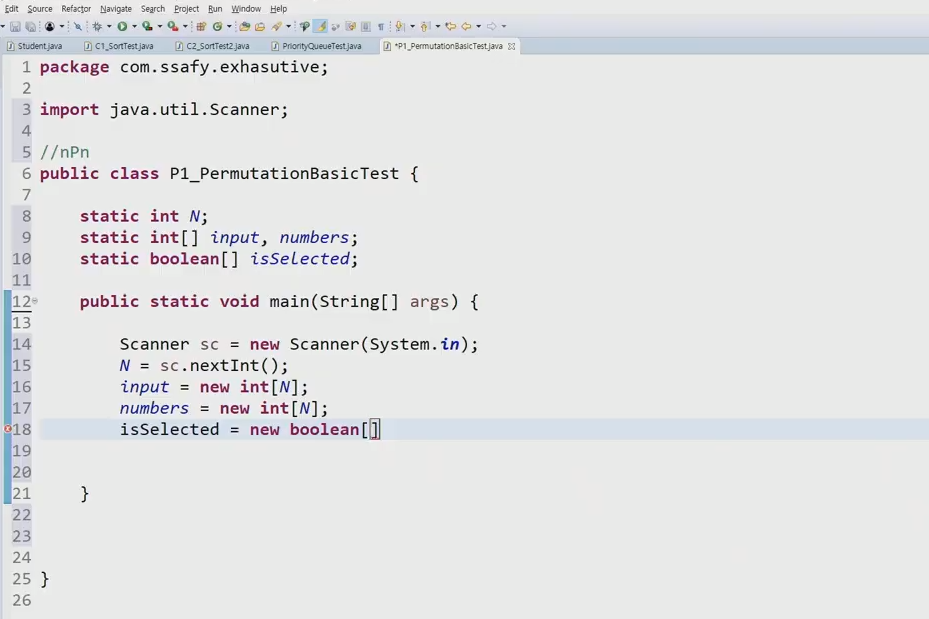 Edit Source Refactor Navigate Search Project Run Window Help
Student.java C1_SortTest.java C2_SortTest2.java PriorityQueueTest.java *P1_PermutationBasicTest.java
1 package com.ssafy.exhasutive;
2
3 import java.util.Scanner;
4
5 //nPn
6 public class P1_PermutationBasicTest {
7
8 static int N;
9 static int[] input, numbers;
10 static boolean[] isSelected;
11
12 public static void main(String[] args) {
13
14 Scanner sc = new Scanner(System.in);
15 N = sc.nextInt();
16 input = new int[N];
17 numbers = new int[N];
18 isSelected = new boolean[]
19
20
21 }
22
23
24
25 }
26